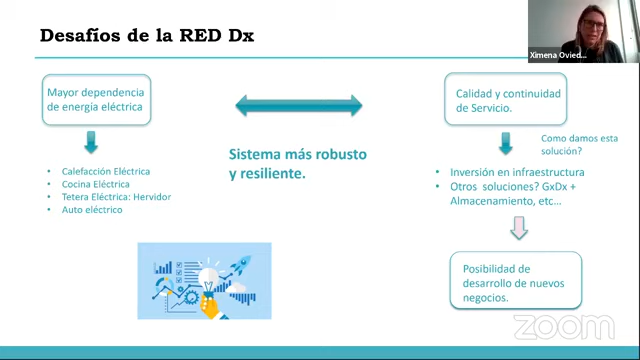 Desafíos de la RED Dx
Ximena Ovied...
Mayor dependencia
de energía eléctrica
Calefacción Eléctrica
Cocina Eléctrica
Tetera Eléctrica: Hervidor
Auto eléctrico
Sistema más robusto
y resiliente.
Calidad y continuidad
de Servicio.
Como damos esta
solución?
Inversión en infraestructura
Otros soluciones? GxDx +
Almacenamiento, etc…
Posibilidad de
desarrollo de nuevos
negocios.
zoom